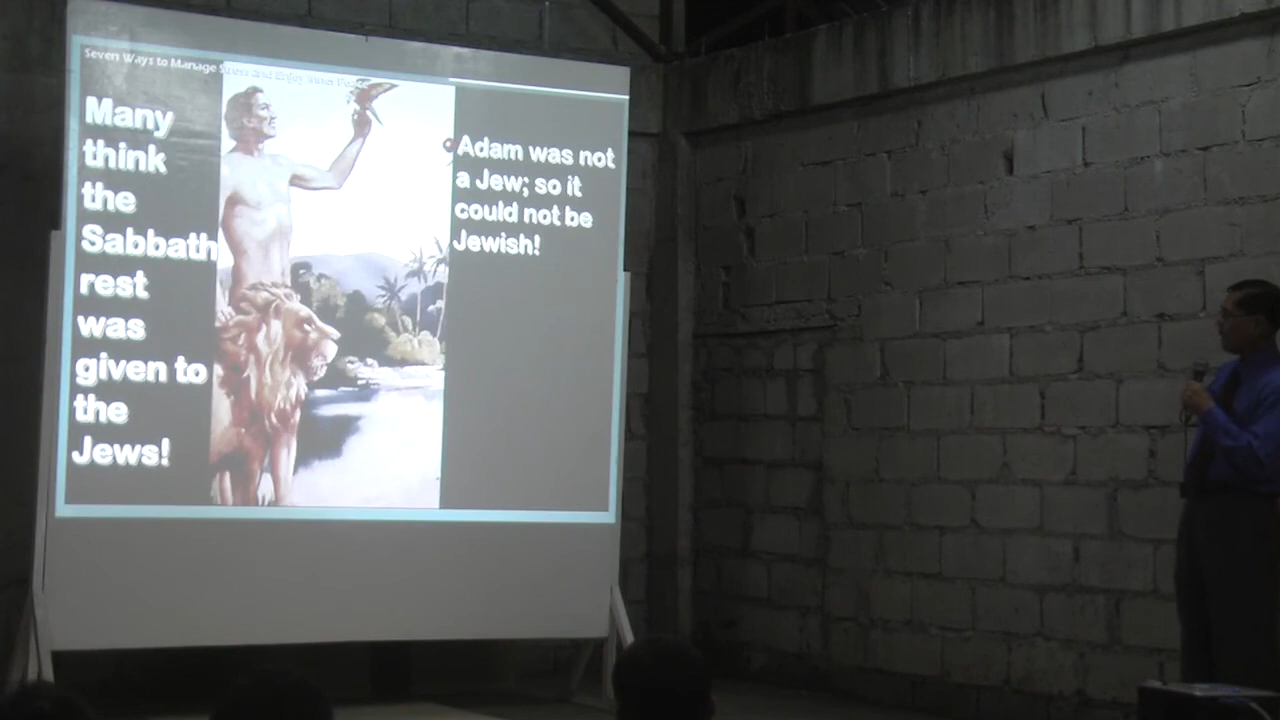 Seven Ways to Manage Stress and Enjoy Inner
Many
think
the
Sabbath
rest
was
given to
the
Jews!
Adam was not
a Jew; so it
could not be
Jewish!